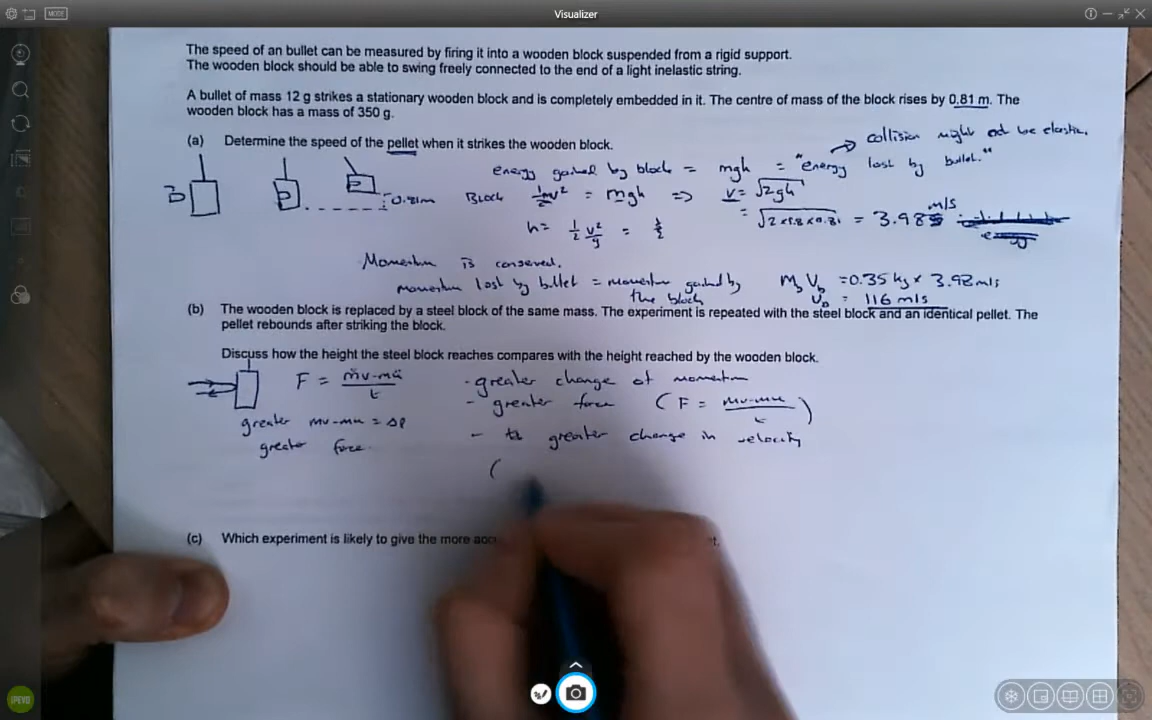 MODE
Visualizer
The speed of an bullet can be measured by firing it into a wooden block suspended from a rigid support.
The wooden block should be able to swing freely connected to the end of a light inelastic string.
A bullet of mass 12 g strikes a stationary wooden block and is completely embedded in it. The centre of mass of the block rises by 0.81 m. The
wooden block has a mass of 350 g.
(a) Determine the speed of the pellet when it strikes the wooden block.
collision might not be elastic.
energy gained by block = mgh = "energy lost by bullet."
0.81m
Block ½mv² = mgh => v = √2gh
h = ½ v²/g =
= √2×9.8×0.81 = 3.98 m/s
Momentum is conserved.
momentum lost by bullet = momentum gained by the block
M_b V_b = 0.35 kg × 3.98 m/s
V_b = 116 m/s
(b) The wooden block is replaced by a steel block of the same mass. The experiment is repeated with the steel block and an identical pellet. The
pellet rebounds after striking the block.
Discuss how the height the steel block reaches compares with the height reached by the wooden block.
F = mv-mu / t
greater mv-mu = Δp
greater force.
- greater change of momentum
- greater force (F = mv-mu / t)
- greater change in velocity
(
(c) Which experiment is likely to give the more
IPEVO